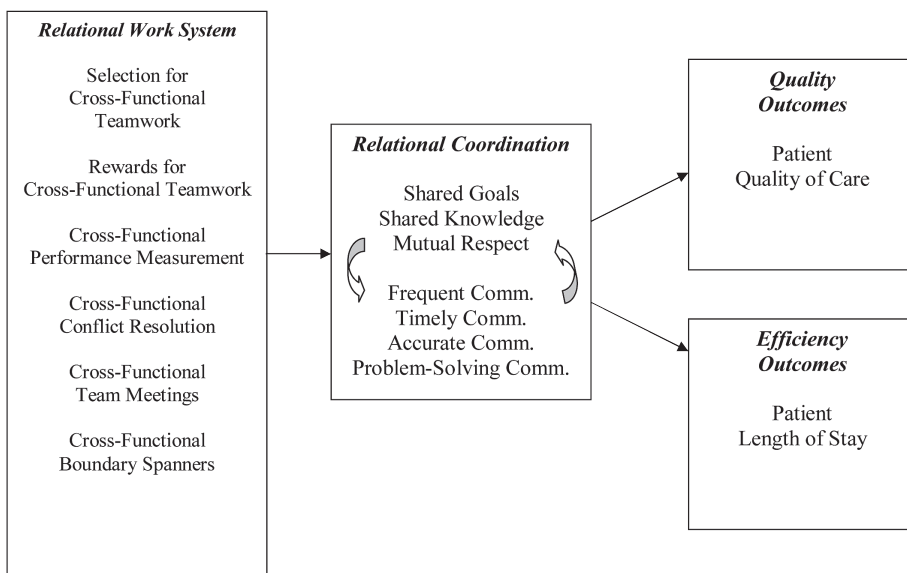 Relational Work System
Selection for
Cross-Functional
Teamwork
Rewards for
Cross-Functional Teamwork
Cross-Functional
Performance Measurement
Cross-Functional
Conflict Resolution
Cross-Functional
Team Meetings
Cross-Functional
Boundary Spanners
Relational Coordination
Shared Goals
Shared Knowledge
Mutual Respect
Frequent Comm.
Timely Comm.
Accurate Comm.
Problem-Solving Comm.
Quality
Outcomes
Patient
Quality of Care
Efficiency
Outcomes
Patient
Length of Stay